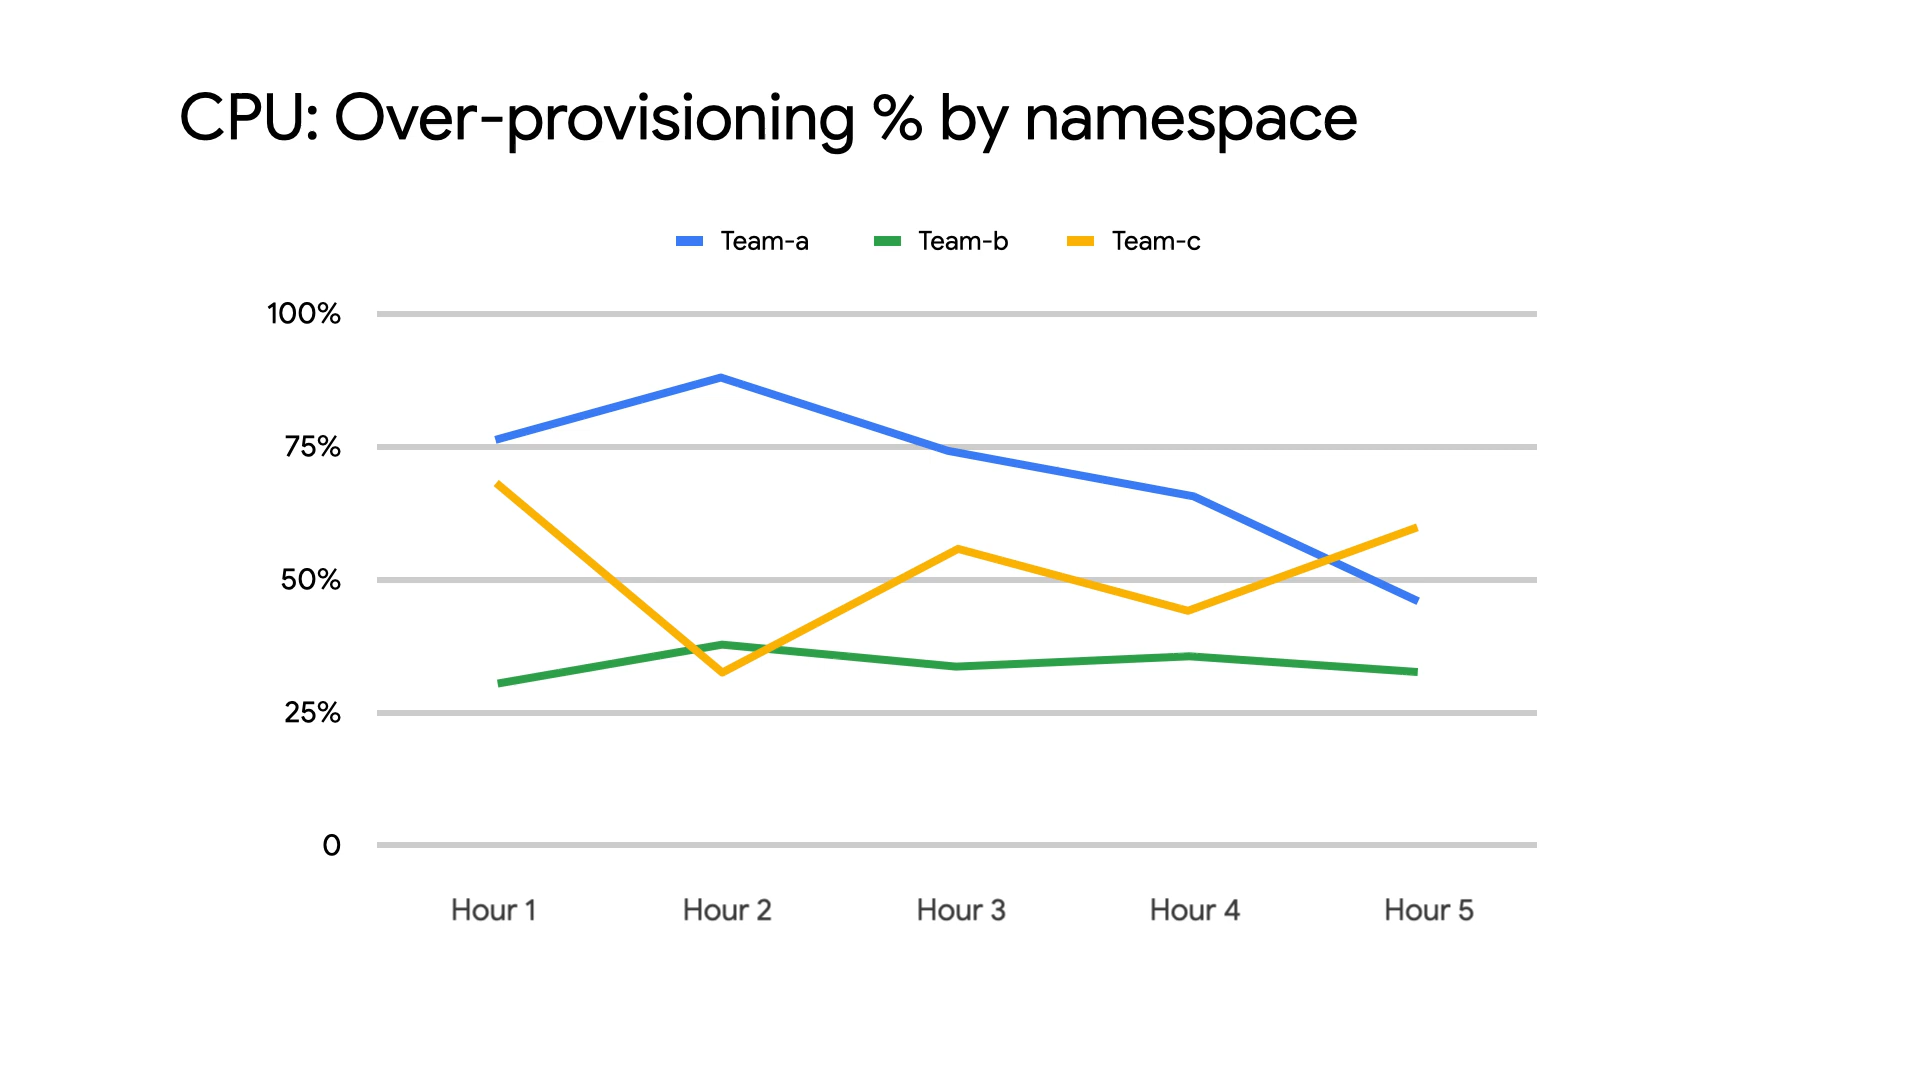 CPU: Over-provisioning % by namespace
Team-a Team-b Team-c
100%
75%
50%
25%
0
Hour 1 Hour 2 Hour 3 Hour 4 Hour 5